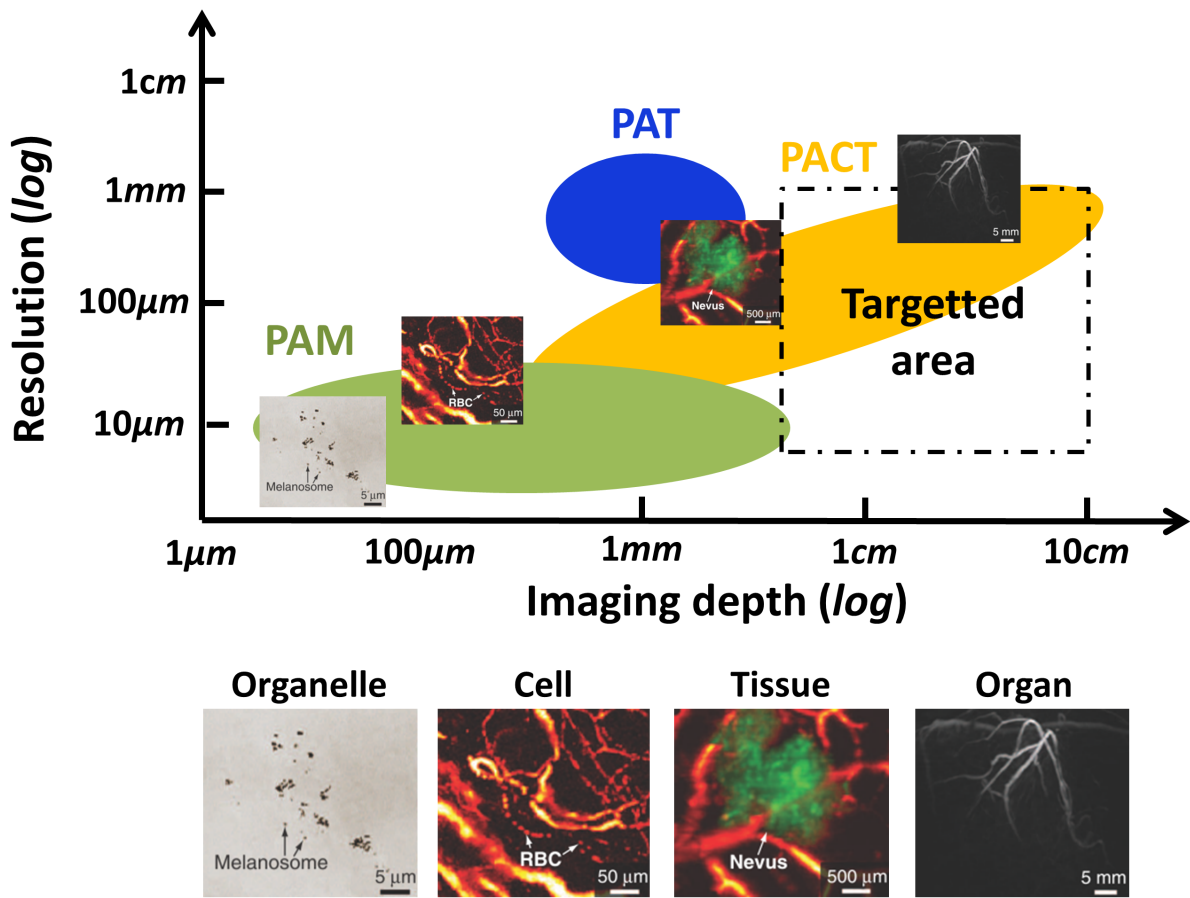 1cm
PAT
PACT
1mm
5 mm
Resolution (log)
100µm
Nevus
500 µm
Targetted
area
PAM
RBC
50 µm
10µm
Melanosome
5 µm
1µm
100µm
1mm
1cm
10cm
Imaging depth (log)
Organelle
Cell
Tissue
Organ
Melanosome
5 µm
RBC
50 µm
Nevus
500 µm
5 mm